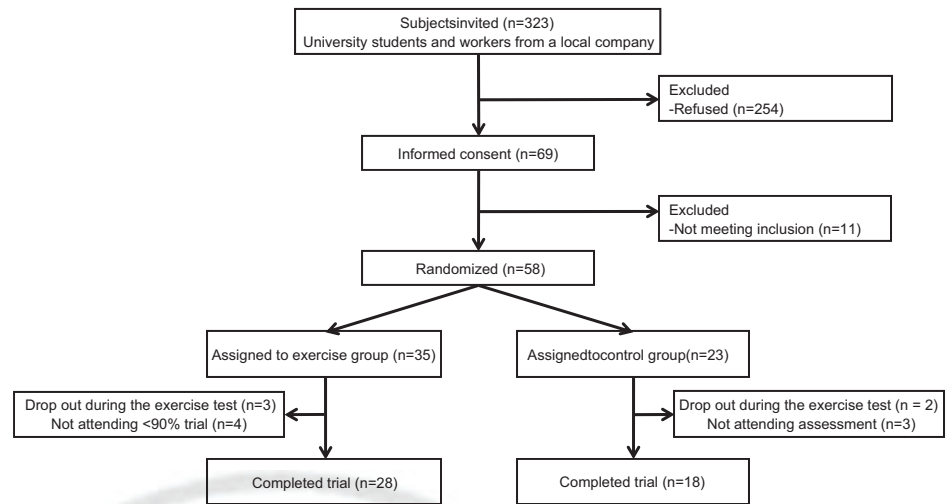 Subjectsinvited (n=323)
University students and workers from a local company
Excluded
-Refused (n=254)
Informed consent (n=69)
Excluded
-Not meeting inclusion (n=11)
Randomized (n=58)
Assigned to exercise group (n=35)
Assignedtocontrol group(n=23)
Drop out during the exercise test (n=3)
Not attending <90% trial (n=4)
Drop out during the exercise test (n = 2)
Not attending assessment (n=3)
Completed trial (n=28)
Completed trial (n=18)